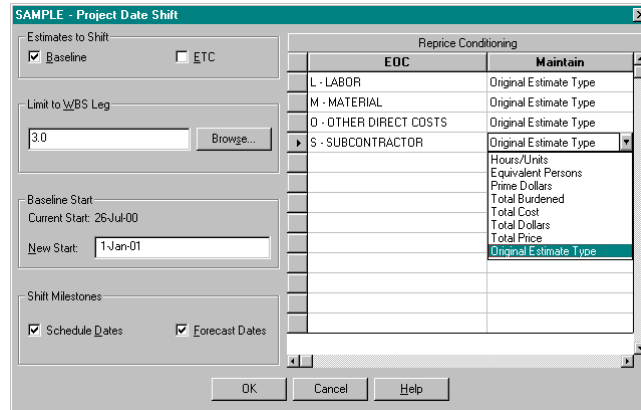 SAMPLE - Project Date Shift
Estimates to Shift
Baseline
ETC
Limit to WBS Leg
3.0
Browse...
Baseline Start
Current Start: 26-Jul-00
New Start: 1-Jan-01
Shift Milestones
Schedule Dates
Forecast Dates
Reprice Conditioning
EOC Maintain
L - LABOR Original Estimate Type
M - MATERIAL Original Estimate Type
O - OTHER DIRECT COSTS Original Estimate Type
S - SUBCONTRACTOR Original Estimate Type
Hours/Units
Equivalent Persons
Prime Dollars
Total Burdened
Total Cost
Total Dollars
Total Price
Original Estimate Type
OK Cancel Help